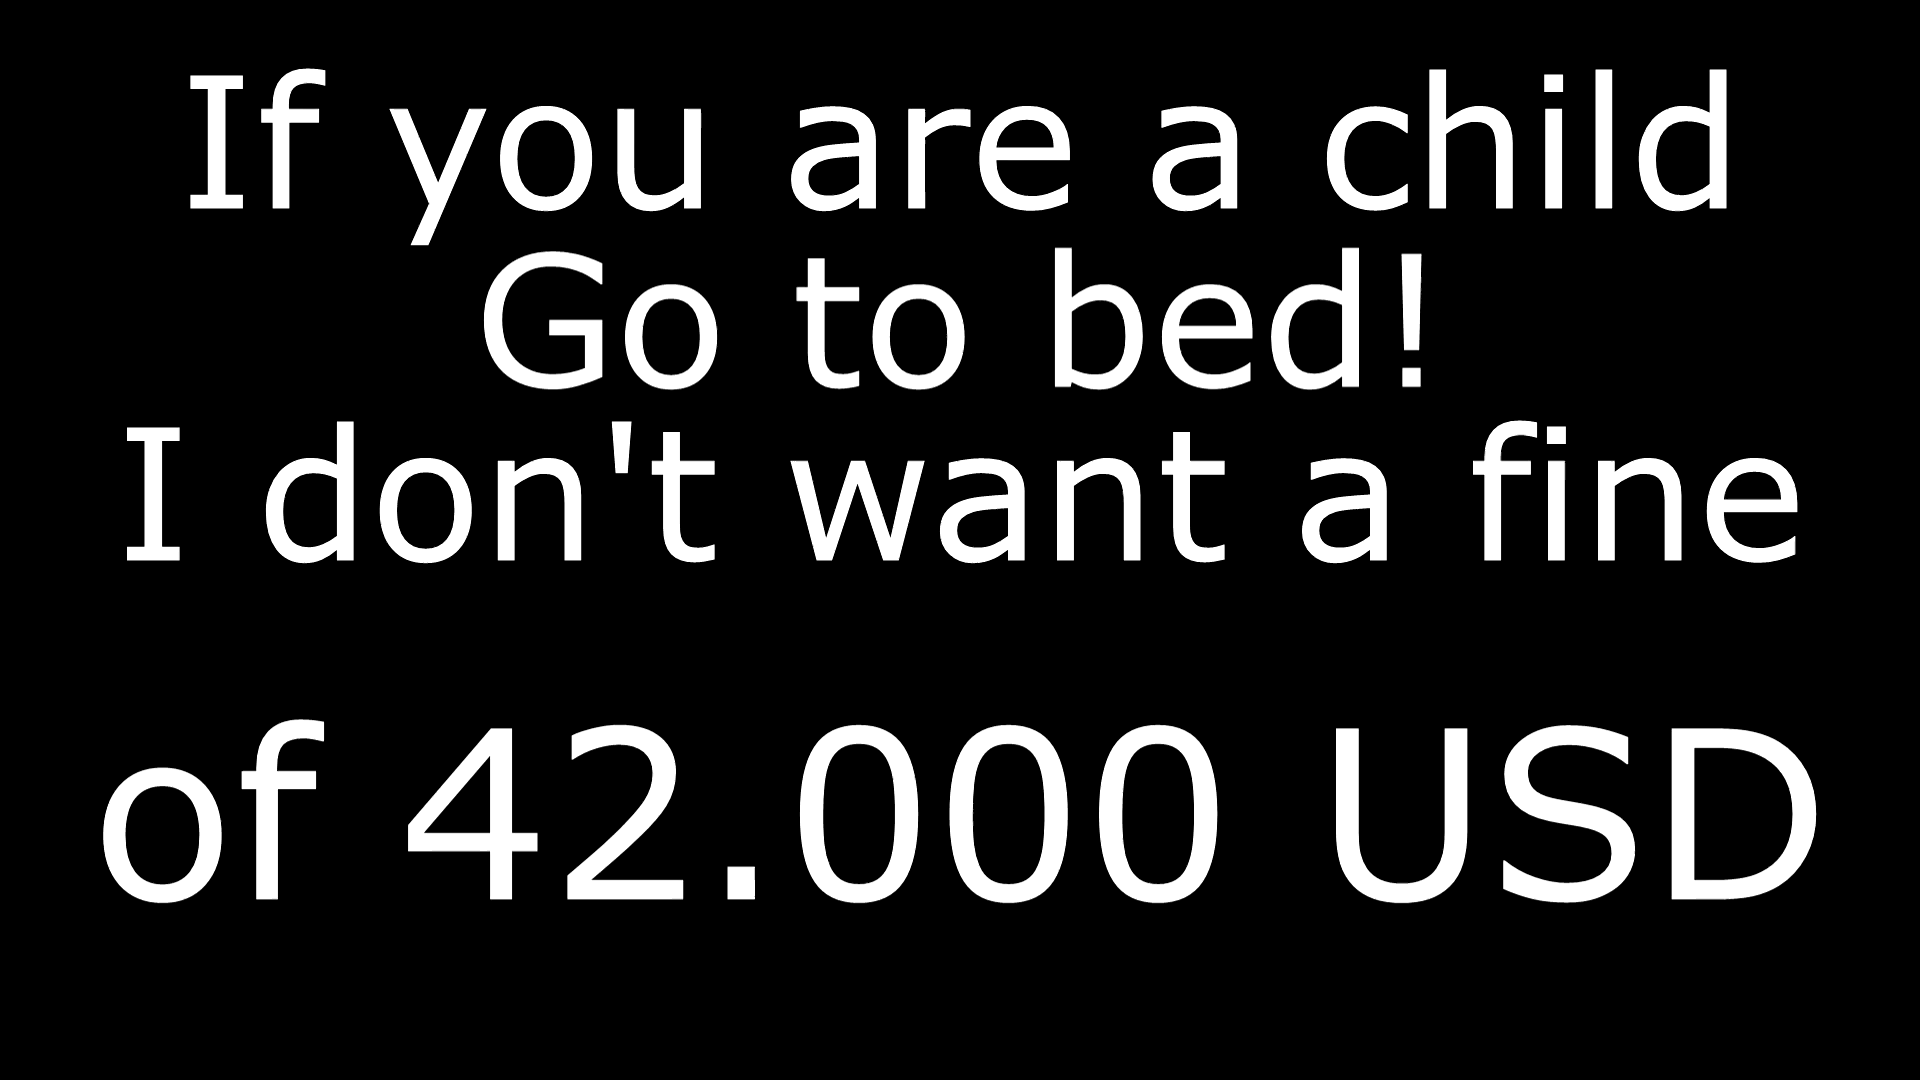 If you are a child
Go to bed!
I don't want a fine
of 42.000 USD